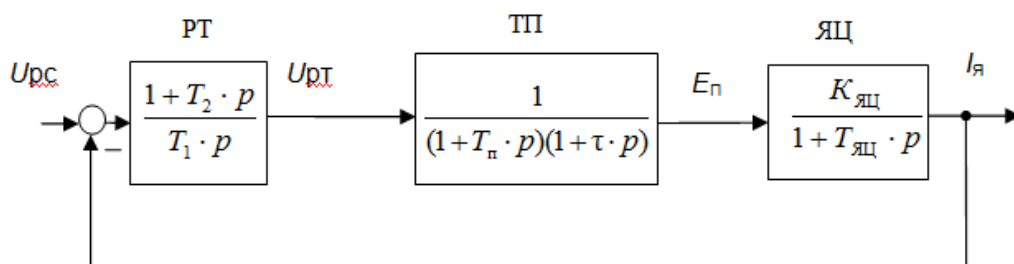 РТ
ТП
ЯЦ
Uрс
Uрт
Eп
Iя
1 + T₂ · p
T₁ · p
1
(1 + Tп · p)(1 + τ · p)
KЯЦ
1 + TЯЦ · p
−